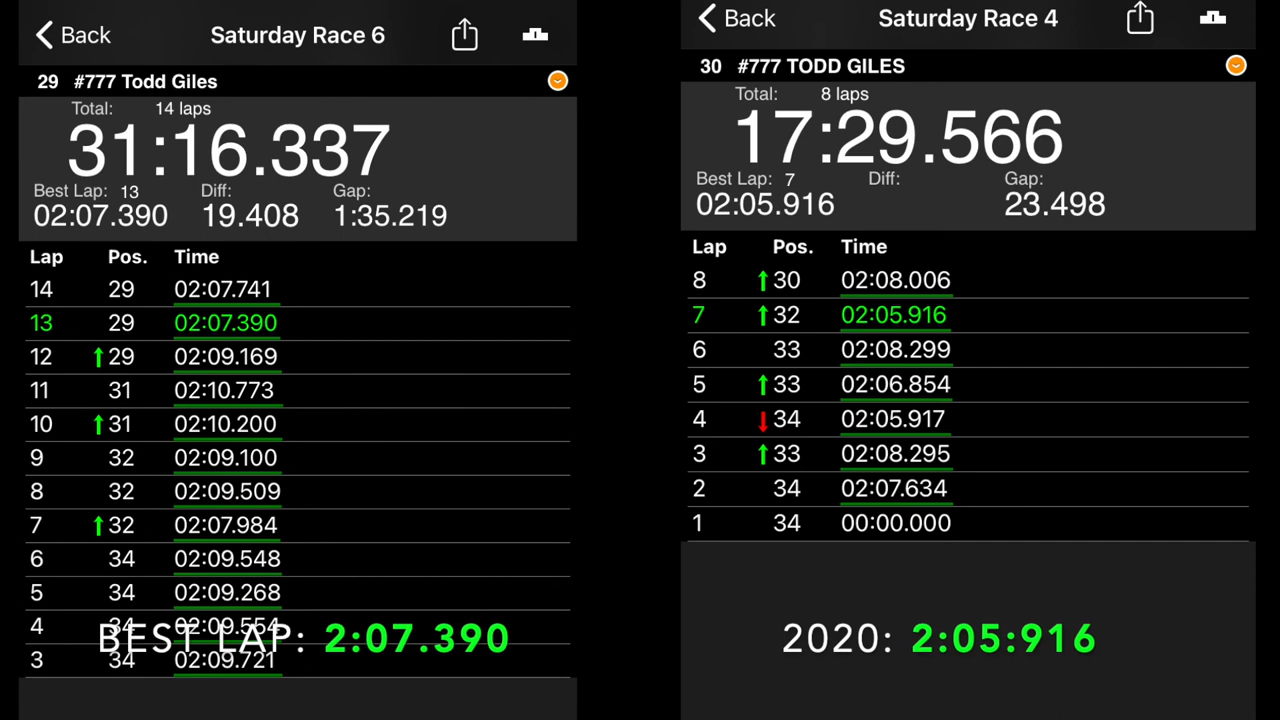 Back Saturday Race 6
29 #777 Todd Giles
Total: 14 laps
31:16.337
Best Lap: 13 Diff: Gap:
02:07.390 19.408 1:35.219
Lap Pos. Time
14 29 02:07.741
13 29 02:07.390
12 29 02:09.169
11 31 02:10.773
10 31 02:10.200
9 32 02:09.100
8 32 02:09.509
7 32 02:07.984
6 34 02:09.548
5 34 02:09.268
4 34 02:09.554
BEST LAP: 2:07.390
3 34 02:09.721
Back Saturday Race 4
30 #777 TODD GILES
Total: 8 laps
17:29.566
Best Lap: 7 Diff: Gap:
02:05.916 23.498
Lap Pos. Time
8 30 02:08.006
7 32 02:05.916
6 33 02:08.299
5 33 02:06.854
4 34 02:05.917
3 33 02:08.295
2 34 02:07.634
1 34 00:00.000
2020: 2:05:916